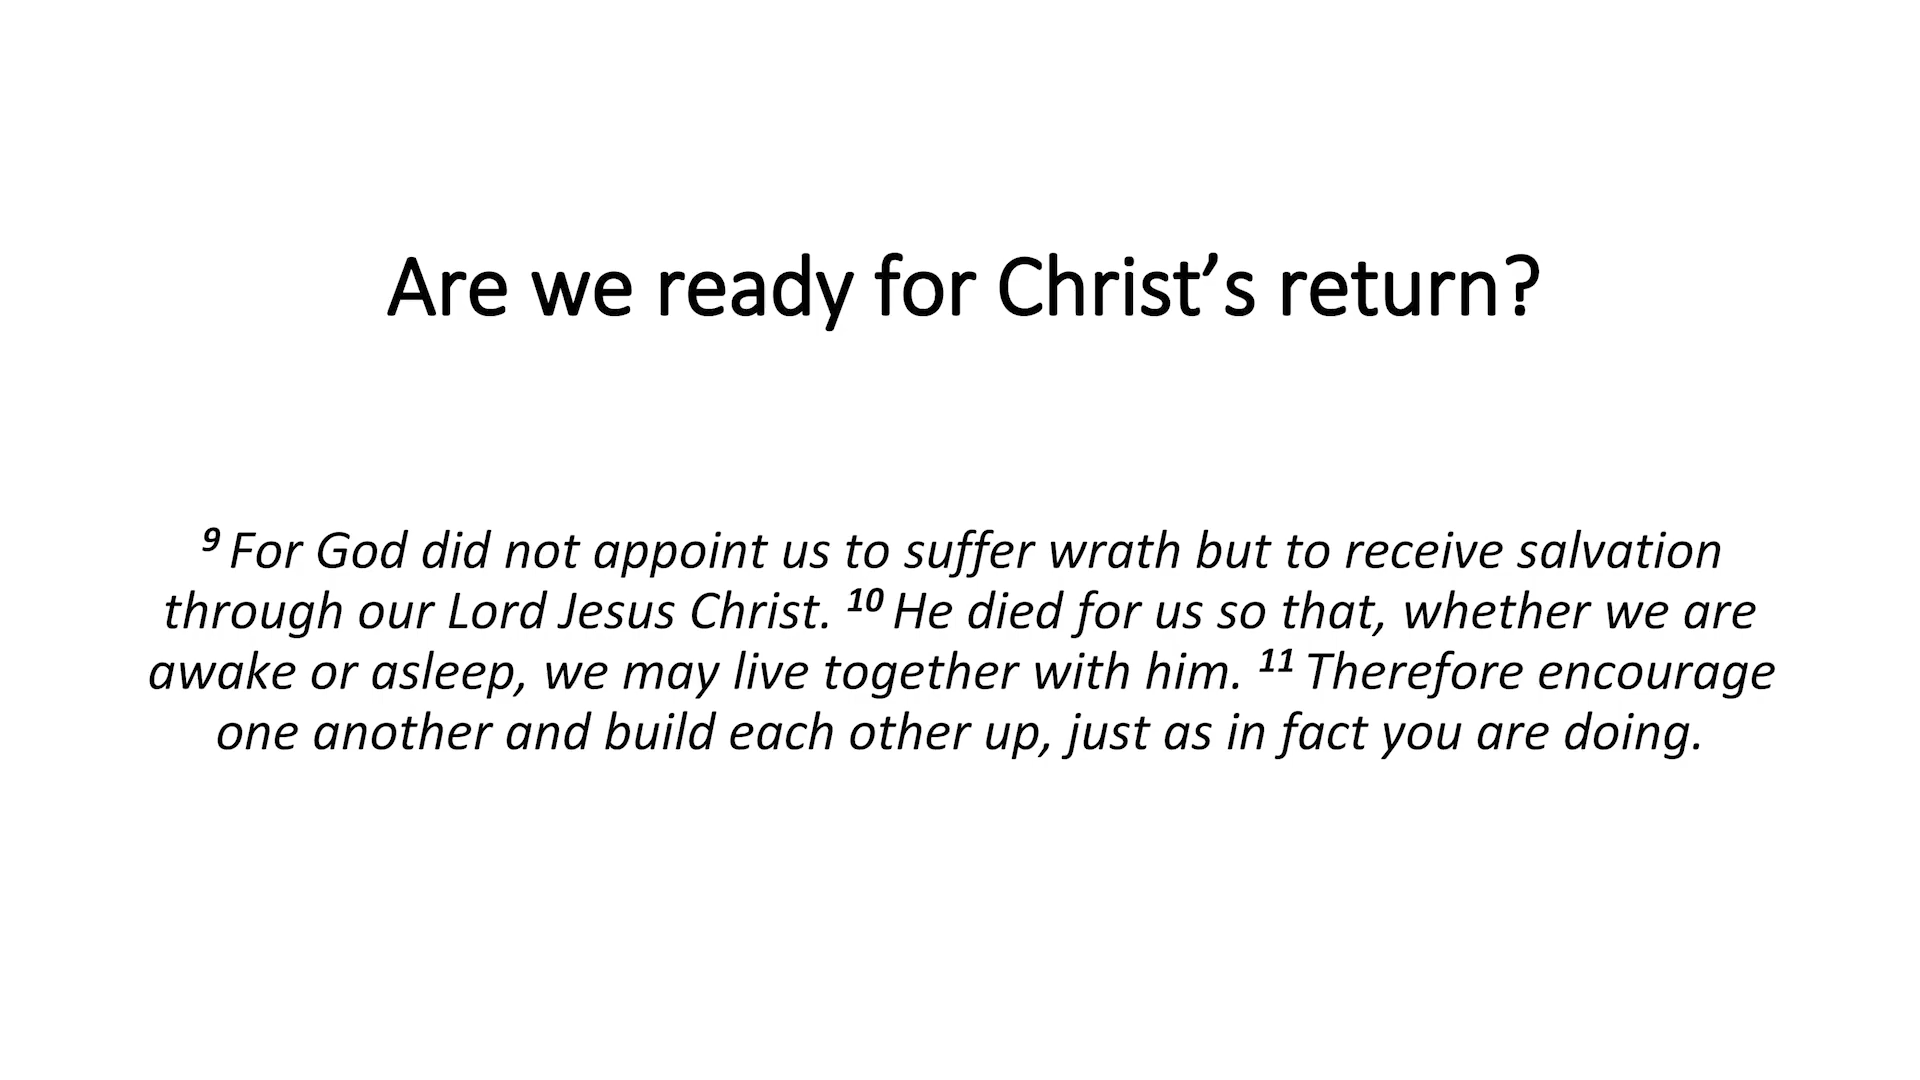 Are we ready for Christ’s return?
9 For God did not appoint us to suffer wrath but to receive salvation
through our Lord Jesus Christ. 10 He died for us so that, whether we are
awake or asleep, we may live together with him. 11 Therefore encourage
one another and build each other up, just as in fact you are doing.